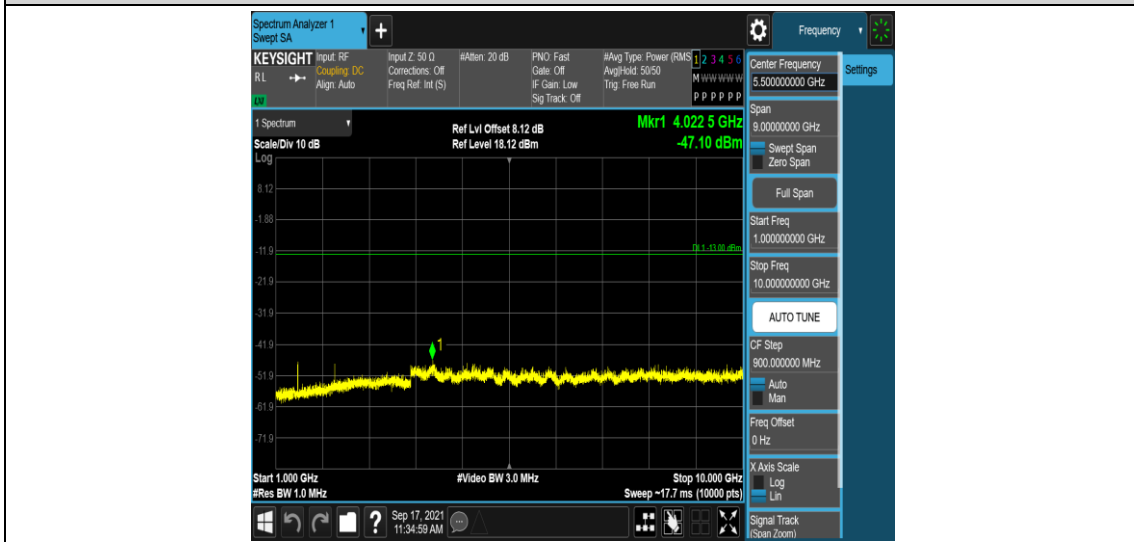 Spectrum Analyzer 1
Swept SA
+
Frequency
KEYSIGHT
RL
Input: RF
Coupling: DC
Align: Auto
Input Z: 50 Ω
Corrections: Off
Freq Ref: Int (S)
#Atten: 20 dB
PNO: Fast
Gate: Off
IF Gain: Low
Sig Track: Off
#Avg Type: Power (RMS
Avg|Hold: 50/50
Trig: Free Run
1 2 3 4 5 6
M W W W W W
P P P P P P
1 Spectrum
Scale/Div 10 dB
Log
Ref Lvl Offset 8.12 dB
Ref Level 18.12 dBm
Mkr1 4.022 5 GHz
-47.10 dBm
8.12
-1.88
-11.9
DL1 -13.00 dBm
-21.9
-31.9
-41.9
1
-51.9
-61.9
-71.9
Start 1.000 GHz
#Video BW 3.0 MHz
Stop 10.000 GHz
#Res BW 1.0 MHz
Sweep ~17.7 ms (10000 pts)
?
Sep 17, 2021
11:34:59 AM
Center Frequency
5.500000000 GHz
Settings
Span
9.00000000 GHz
Swept Span
Zero Span
Full Span
Start Freq
1.000000000 GHz
Stop Freq
10.000000000 GHz
AUTO TUNE
CF Step
900.000000 MHz
Auto
Man
Freq Offset
0 Hz
X Axis Scale
Log
Lin
Signal Track
(Span Zoom)